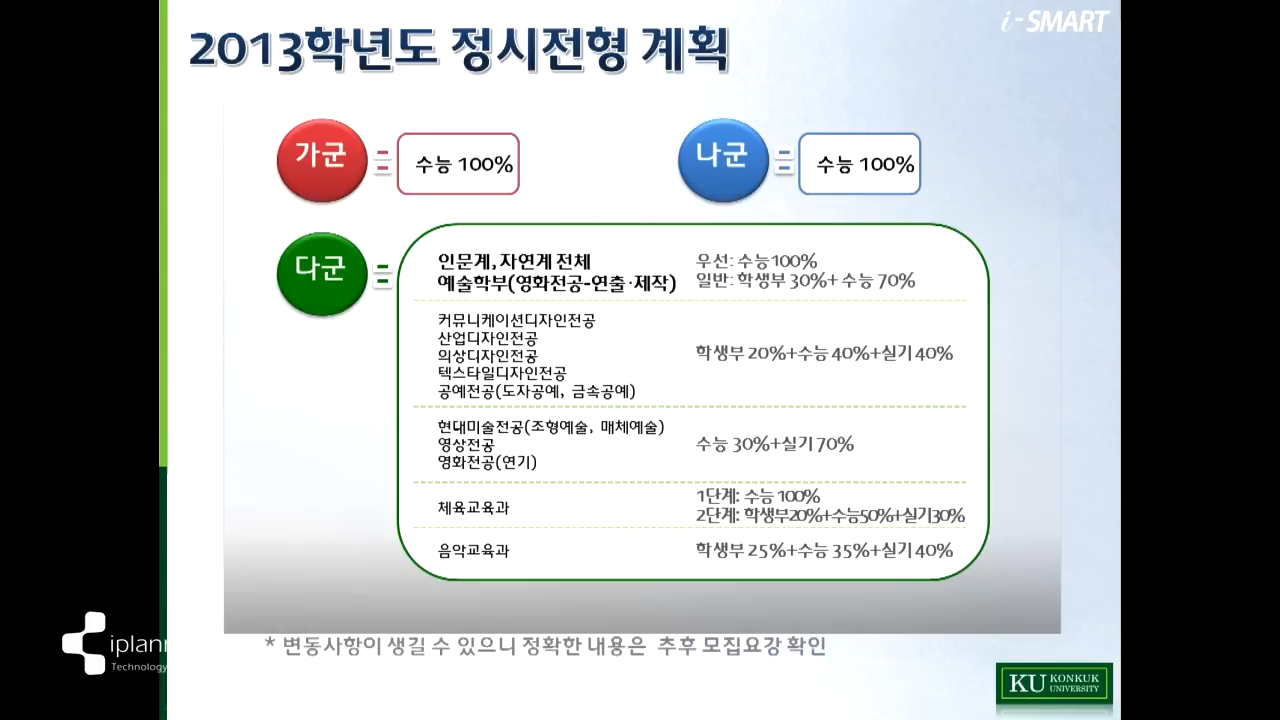 i-SMART
2013학년도 정시전형 계획
가군 = 수능 100%
나군 = 수능 100%
다군 =
인문계, 자연계 전체
예술학부(영화전공-연출·제작)
우선: 수능100%
일반: 학생부 30%+ 수능 70%
커뮤니케이션디자인전공
산업디자인전공
의상디자인전공
텍스타일디자인전공
공예전공(도자공예, 금속공예)
학생부 20%+수능 40%+실기 40%
현대미술전공(조형예술, 매체예술)
영상전공
영화전공(연기)
수능 30%+실기 70%
체육교육과
1단계: 수능 100%
2단계: 학생부20%+수능50%+실기30%
음악교육과
학생부 25%+수능 35%+실기 40%
* 변동사항이 생길 수 있으니 정확한 내용은 추후 모집요강 확인
Technology
KU KONKUK
UNIVERSITY